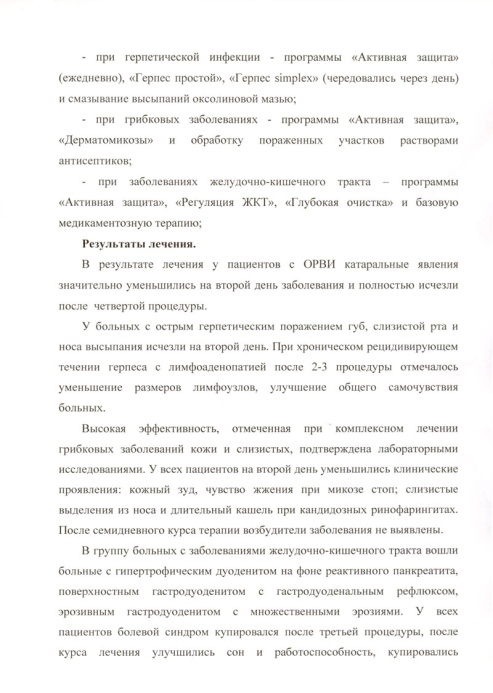 - при герпетической инфекции - программы «Активная защита»
(ежедневно), «Герпес простой», «Герпес simplex» (чередовались через день)
и смазывание высыпаний оксолиновой мазью;
- при грибковых заболеваниях - программы «Активная защита»,
«Дерматомикозы» и обработку пораженных участков растворами
антисептиков;
- при заболеваниях желудочно-кишечного тракта – программы
«Активная защита», «Регуляция ЖКТ», «Глубокая очистка» и базовую
медикаментозную терапию;
Результаты лечения.
В результате лечения у пациентов с ОРВИ катаральные явления
значительно уменьшились на второй день заболевания и полностью исчезли
после четвертой процедуры.
У больных с острым герпетическим поражением губ, слизистой рта и
носа высыпания исчезли на второй день. При хроническом рецидивирующем
течении герпеса с лимфоаденопатией после 2-3 процедуры отмечалось
уменьшение размеров лимфоузлов, улучшение общего самочувствия
больных.
Высокая эффективность, отмеченная при комплексном лечении
грибковых заболеваний кожи и слизистых, подтверждена лабораторными
исследованиями. У всех пациентов на второй день уменьшились клинические
проявления: кожный зуд, чувство жжения при микозе стоп; слизистые
выделения из носа и длительный кашель при кандидозных ринофарингитах.
После семидневного курса терапии возбудители заболевания не выявлены.
В группу больных с заболеваниями желудочно-кишечного тракта вошли
больные с гипертрофическим дуоденитом на фоне реактивного панкреатита,
поверхностным гастродуоденитом с гастродуоденальным рефлюксом,
эрозивным гастродуоденитом с множественными эрозиями. У всех
пациентов болевой синдром купировался после третьей процедуры, после
курса лечения улучшились сон и работоспособность, купировались